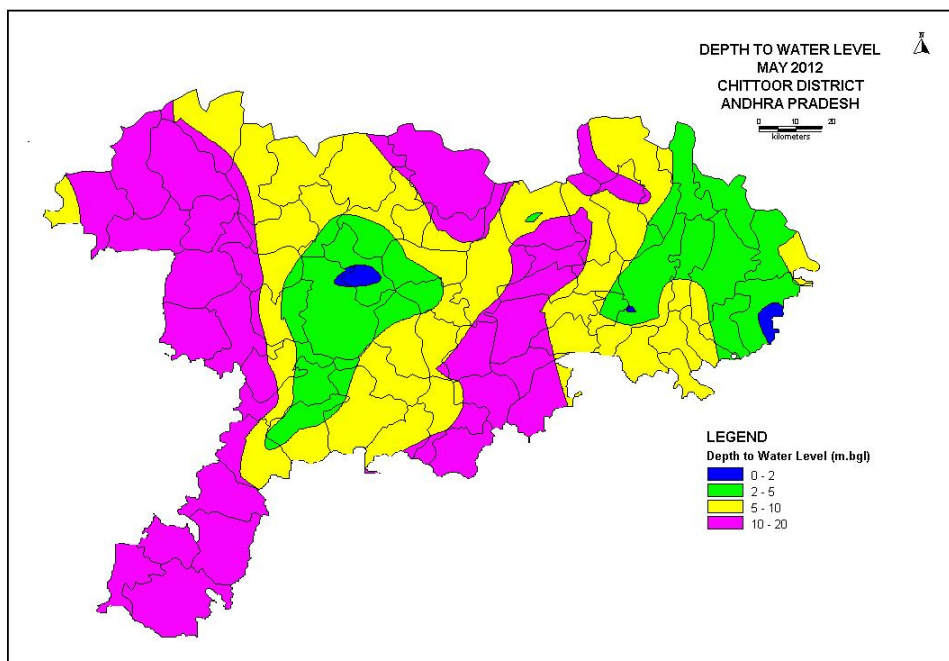 N
DEPTH TO WATER LEVEL
MAY 2012
CHITTOOR DISTRICT
ANDHRA PRADESH
0 10 20
kilometers
LEGEND
Depth to Water Level (m.bgl)
0 - 2
2 - 5
5 - 10
10 - 20